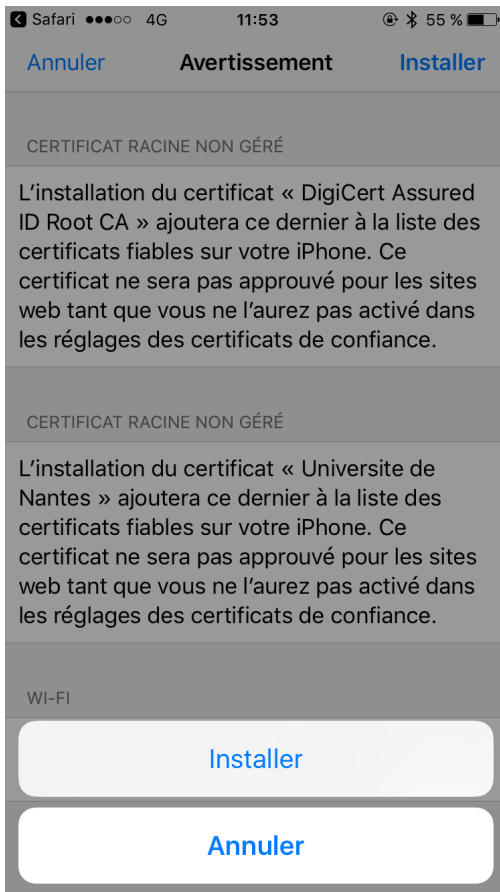 Safari 4G 11:53 55 %
Annuler Avertissement Installer
CERTIFICAT RACINE NON GÉRÉ
L’installation du certificat « DigiCert Assured
ID Root CA » ajoutera ce dernier à la liste des
certificats fiables sur votre iPhone. Ce
certificat ne sera pas approuvé pour les sites
web tant que vous ne l’aurez pas activé dans
les réglages des certificats de confiance.
CERTIFICAT RACINE NON GÉRÉ
L’installation du certificat « Universite de
Nantes » ajoutera ce dernier à la liste des
certificats fiables sur votre iPhone. Ce
certificat ne sera pas approuvé pour les sites
web tant que vous ne l’aurez pas activé dans
les réglages des certificats de confiance.
WI-FI
Installer
Annuler